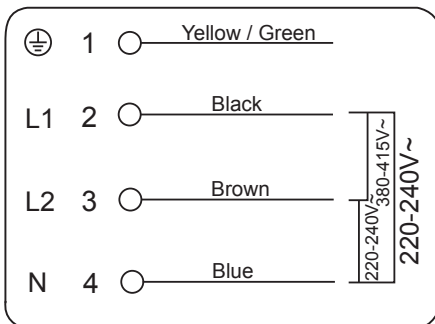 1 Yellow / Green
L1 2 Black
L2 3 Brown
N 4 Blue
380-415V~
220-240V~
220-240V~